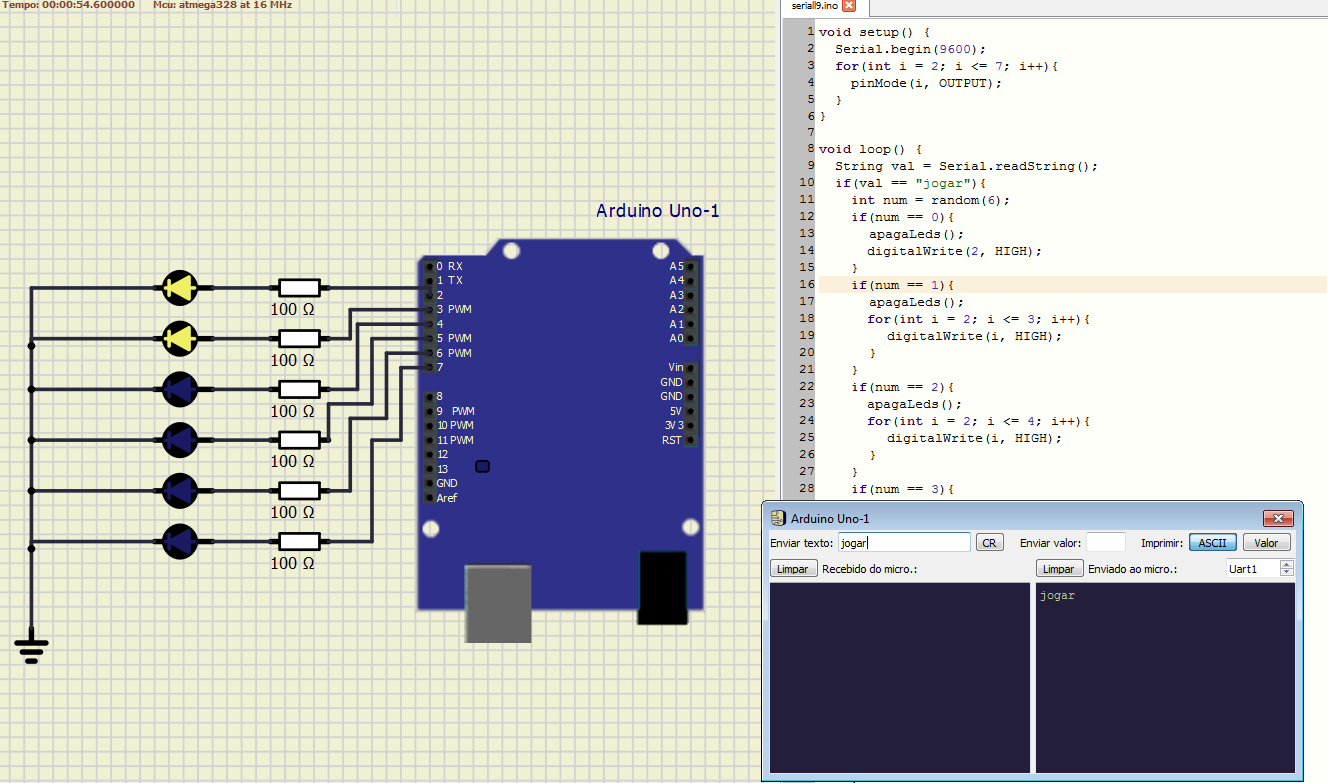 Tempo: 00:00:54.600000 Mcu: atmega328 at 16 MHz
Arduino Uno-1
0 RX
1 TX
2
3 PWM
4
5 PWM
6 PWM
7
8
9 PWM
10 PWM
11 PWM
12
13
GND
Aref
A5
A4
A3
A2
A1
A0
Vin
GND
GND
5V
3V3
RST
100 Ω
100 Ω
100 Ω
100 Ω
100 Ω
100 Ω
serial9.ino
1 void setup() {
2 Serial.begin(9600);
3 for(int i = 2; i <= 7; i++){
4 pinMode(i, OUTPUT);
5 }
6 }
7
8 void loop() {
9 String val = Serial.readString();
10 if(val == "jogar"){
11 int num = random(6);
12 if(num == 0){
13 apagaLeds();
14 digitalWrite(2, HIGH);
15 }
16 if(num == 1){
17 apagaLeds();
18 for(int i = 2; i <= 3; i++){
19 digitalWrite(i, HIGH);
20 }
21 }
22 if(num == 2){
23 apagaLeds();
24 for(int i = 2; i <= 4; i++){
25 digitalWrite(i, HIGH);
26 }
27 }
28 if(num == 3){
Arduino Uno-1
Enviar texto: jogar CR Enviar valor: Imprimir: ASCII Valor
Limpar Recebido do micro.: Limpar Enviado ao micro.: Uart1
jogar